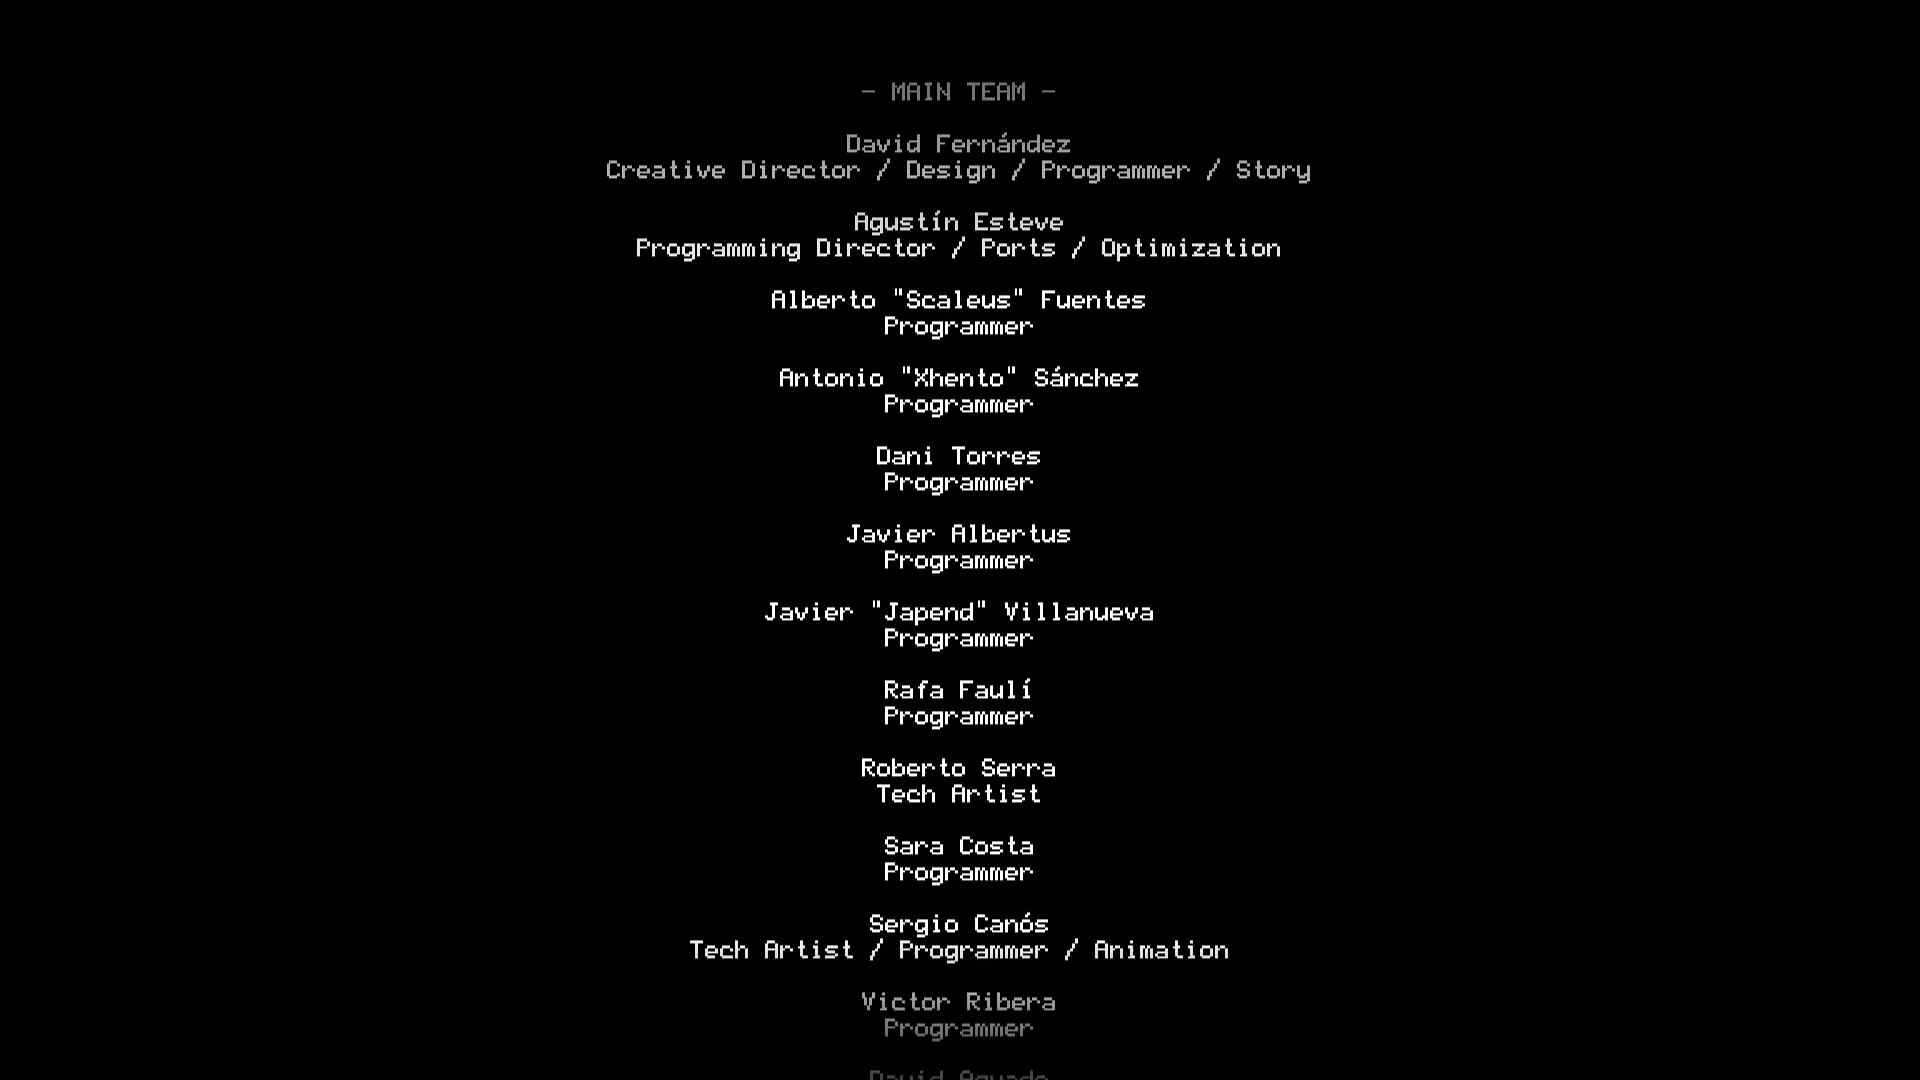 - MAIN TEAM -
David Fernández
Creative Director / Design / Programmer / Story
Agustín Esteve
Programming Director / Ports / Optimization
Alberto "Scaleus" Fuentes
Programmer
Antonio "Xhento" Sánchez
Programmer
Dani Torres
Programmer
Javier Albertus
Programmer
Javier "Japend" Villanueva
Programmer
Rafa Faulí
Programmer
Roberto Serra
Tech Artist
Sara Costa
Programmer
Sergio Canós
Tech Artist / Programmer / Animation
Victor Ribera
Programmer
David Aguado